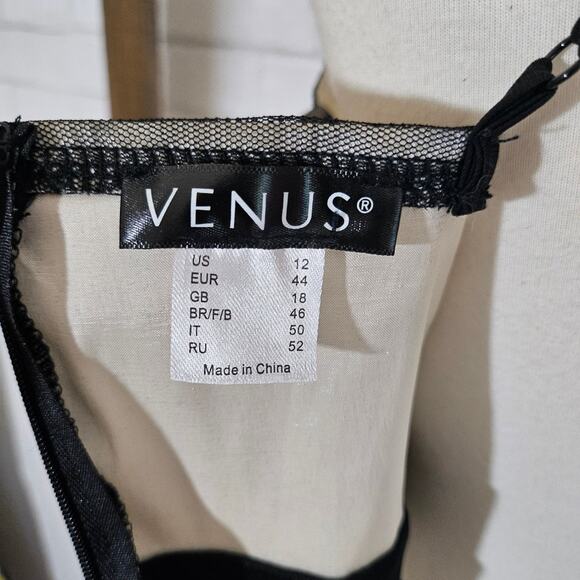 VENUS®
US 12
EUR 44
GB 18
BR/F/B 46
IT 50
RU 52
Made in China